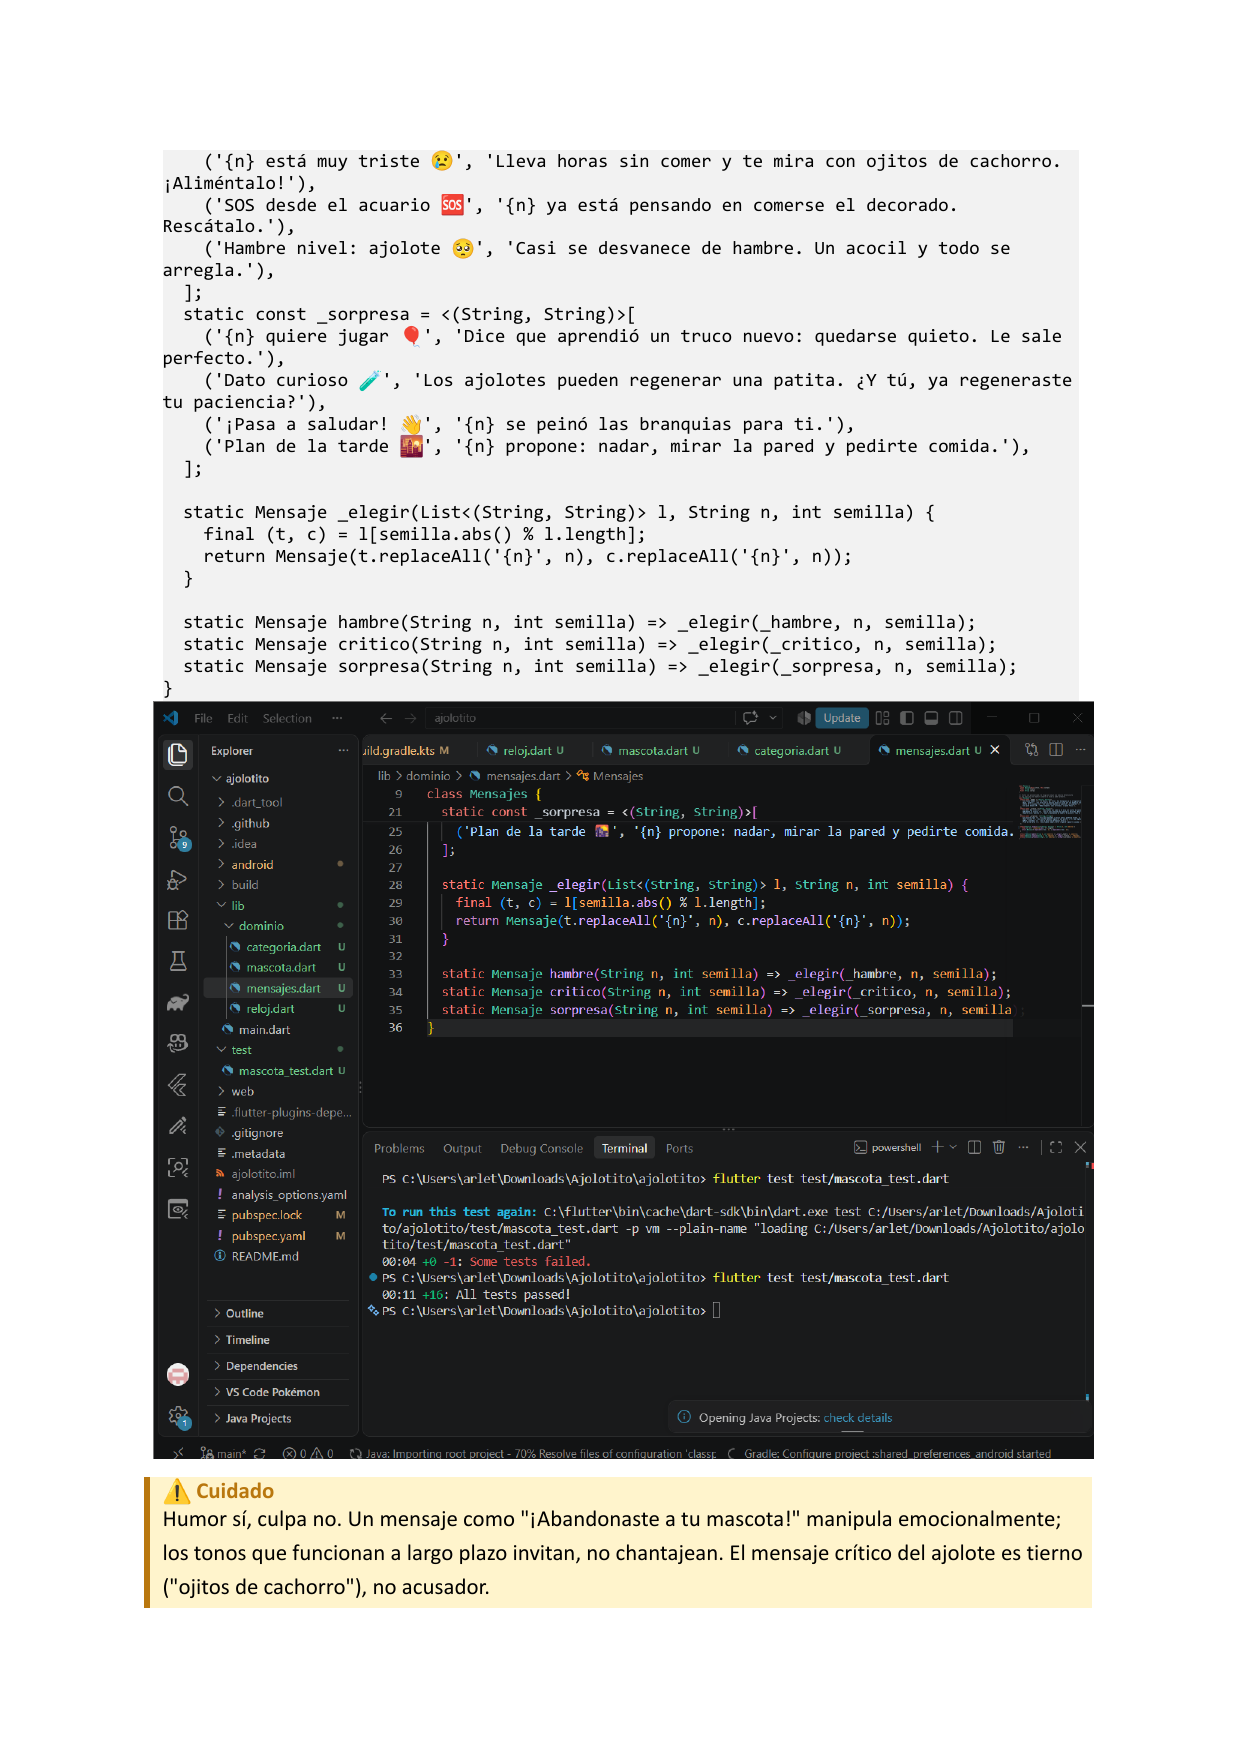 ('{n} está muy triste 😢', 'Lleva horas sin comer y te mira con ojitos de cachorro.
¡Aliméntalo!'),
('SOS desde el acuario 🆘', '{n} ya está pensando en comerse el decorado.
Rescátalo.'),
('Hambre nivel: ajolote 🥺', 'Casi se desvanece de hambre. Un acocil y todo se
arregla.'),
];
static const _sorpresa = <(String, String)>[
('{n} quiere jugar 🎈', 'Dice que aprendió un truco nuevo: quedarse quieto. Le sale
perfecto.'),
('Dato curioso 🧪', 'Los ajolotes pueden regenerar una patita. ¿Y tú, ya regeneraste
tu paciencia?'),
('¡Pasa a saludar! 👋', '{n} se peinó las branquias para ti.'),
('Plan de la tarde 🌇', '{n} propone: nadar, mirar la pared y pedirte comida.'),
];
static Mensaje _elegir(List<(String, String)> l, String n, int semilla) {
final (t, c) = l[semilla.abs() % l.length];
return Mensaje(t.replaceAll('{n}', n), c.replaceAll('{n}', n));
}
static Mensaje hambre(String n, int semilla) => _elegir(_hambre, n, semilla);
static Mensaje critico(String n, int semilla) => _elegir(_critico, n, semilla);
static Mensaje sorpresa(String n, int semilla) => _elegir(_sorpresa, n, semilla);
}
File Edit Selection ··· ajolotito Update
Explorer ···
ajolotito
.dart_tool
.github
.idea
android
build
lib
dominio
categoria.dart U
mascota.dart U
mensajes.dart U
reloj.dart U
main.dart
test
mascota_test.dart U
web
.flutter-plugins-depe...
.gitignore
.metadata
ajolotito.iml
analysis_options.yaml
pubspec.lock M
pubspec.yaml M
README.md
Outline
Timeline
Dependencies
VS Code Pokémon
Java Projects
9
1
uild.gradle.kts M reloj.dart U mascota.dart U categoria.dart U mensajes.dart U
lib > dominio > mensajes.dart > Mensajes
9 class Mensajes {
21 static const _sorpresa = <(String, String)>[
25 ('Plan de la tarde 🌇', '{n} propone: nadar, mirar la pared y pedirte comida.
26 ];
27
28 static Mensaje _elegir(List<(String, String)> l, String n, int semilla) {
29 final (t, c) = l[semilla.abs() % l.length];
30 return Mensaje(t.replaceAll('{n}', n), c.replaceAll('{n}', n));
31 }
32
33 static Mensaje hambre(String n, int semilla) => _elegir(_hambre, n, semilla);
34 static Mensaje critico(String n, int semilla) => _elegir(_critico, n, semilla);
35 static Mensaje sorpresa(String n, int semilla) => _elegir(_sorpresa, n, semilla
36 }
Problems Output Debug Console Terminal Ports powershell
PS C:\Users\arlet\Downloads\Ajolotito\ajolotito> flutter test test/mascota_test.dart
To run this test again: C:\flutter\bin\cache\dart-sdk\bin\dart.exe test C:/Users/arlet/Downloads/Ajoloti
to/ajolotito/test/mascota_test.dart -p vm --plain-name "loading C:/Users/arlet/Downloads/Ajolotito/ajolo
tito/test/mascota_test.dart"
00:04 +0 -1: Some tests failed.
PS C:\Users\arlet\Downloads\Ajolotito\ajolotito> flutter test test/mascota_test.dart
00:11 +16: All tests passed!
PS C:\Users\arlet\Downloads\Ajolotito\ajolotito>
Opening Java Projects: check details
main* 0 0 Java: Importing root project - 70% Resolve files of configuration 'classp Gradle: Configure project :shared_preferences_android started
⚠️ Cuidado
Humor sí, culpa no. Un mensaje como "¡Abandonaste a tu mascota!" manipula emocionalmente;
los tonos que funcionan a largo plazo invitan, no chantajean. El mensaje crítico del ajolote es tierno
("ojitos de cachorro"), no acusador.